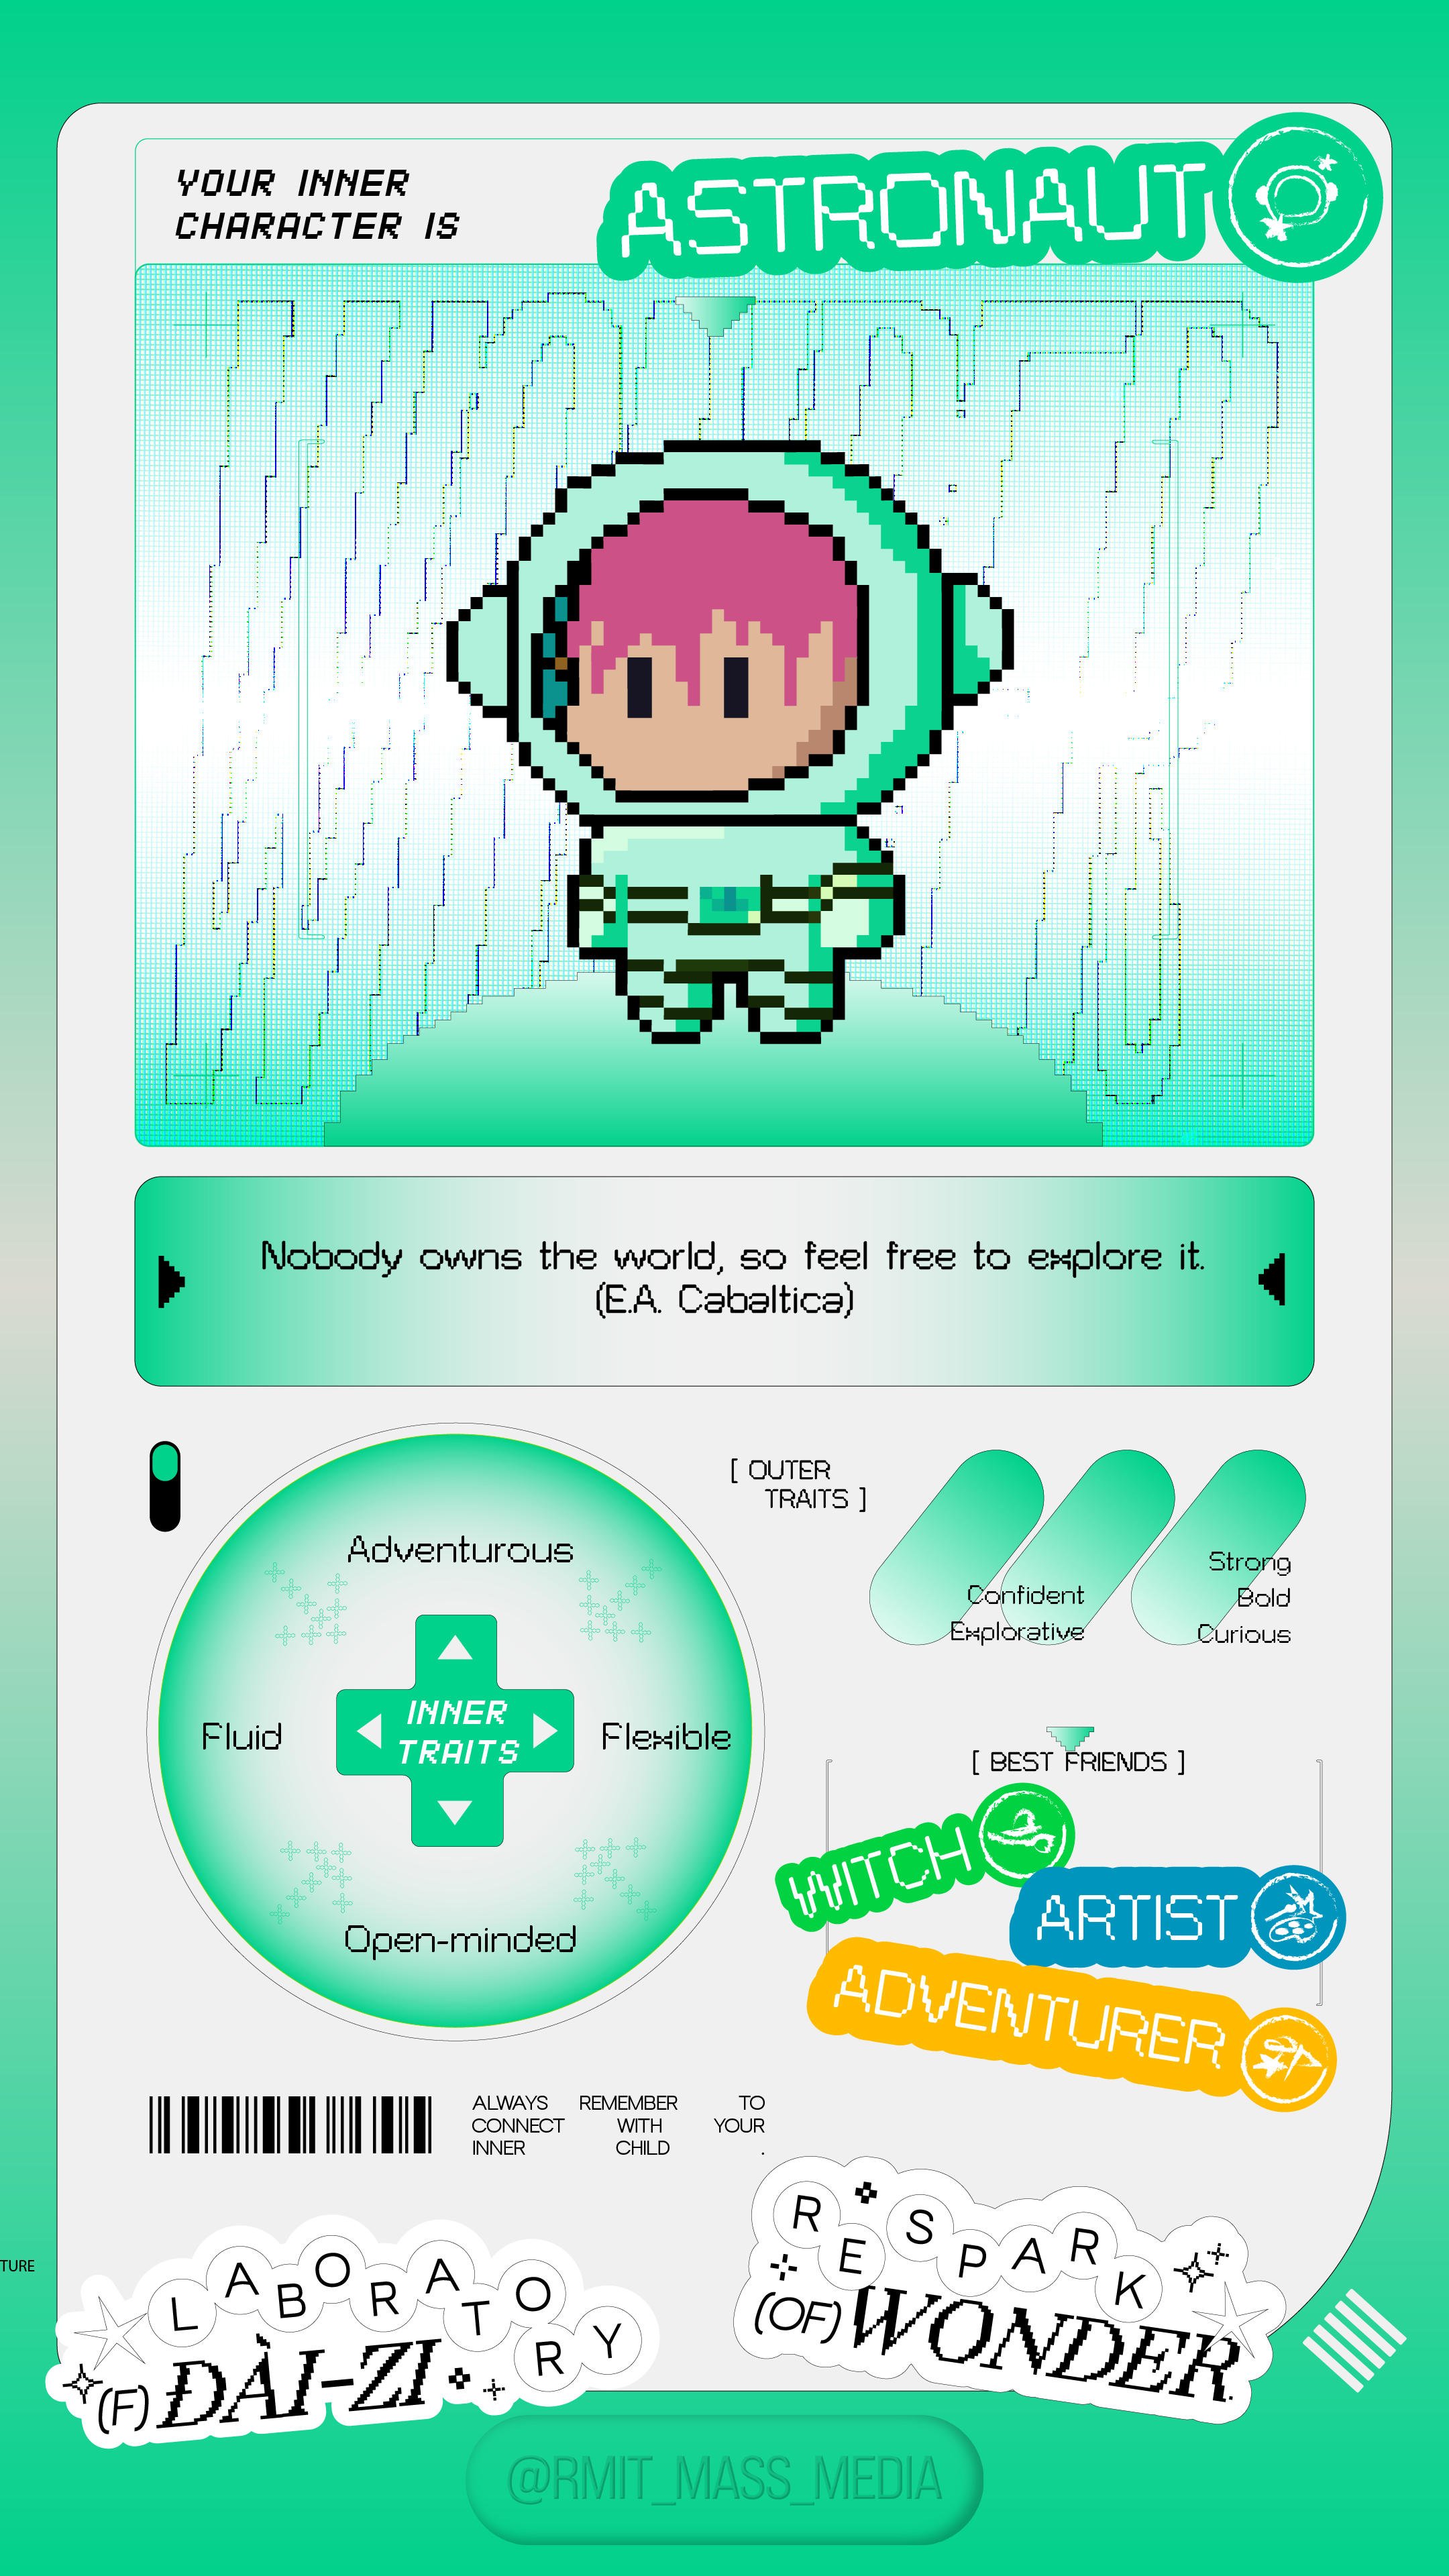 YOUR INNER
CHARACTER IS
ASTRONAUT
Nobody owns the world, so feel free to explore it.
(E.A. Cabaltica)
Adventurous
Fluid
INNER
TRAITS
Flexible
Open-minded
[ OUTER
TRAITS ]
Confident
Explorative
Strong
Bold
Curious
[ BEST FRIENDS ]
WITCH
ARTIST
ADVENTURER
ALWAYS REMEMBER TO
CONNECT WITH YOUR
INNER CHILD .
TURE
LABORATORY
(F) ĐÀI-ZI
RESPARK
(OF) WONDER.
@RMIT_MASS_MEDIA